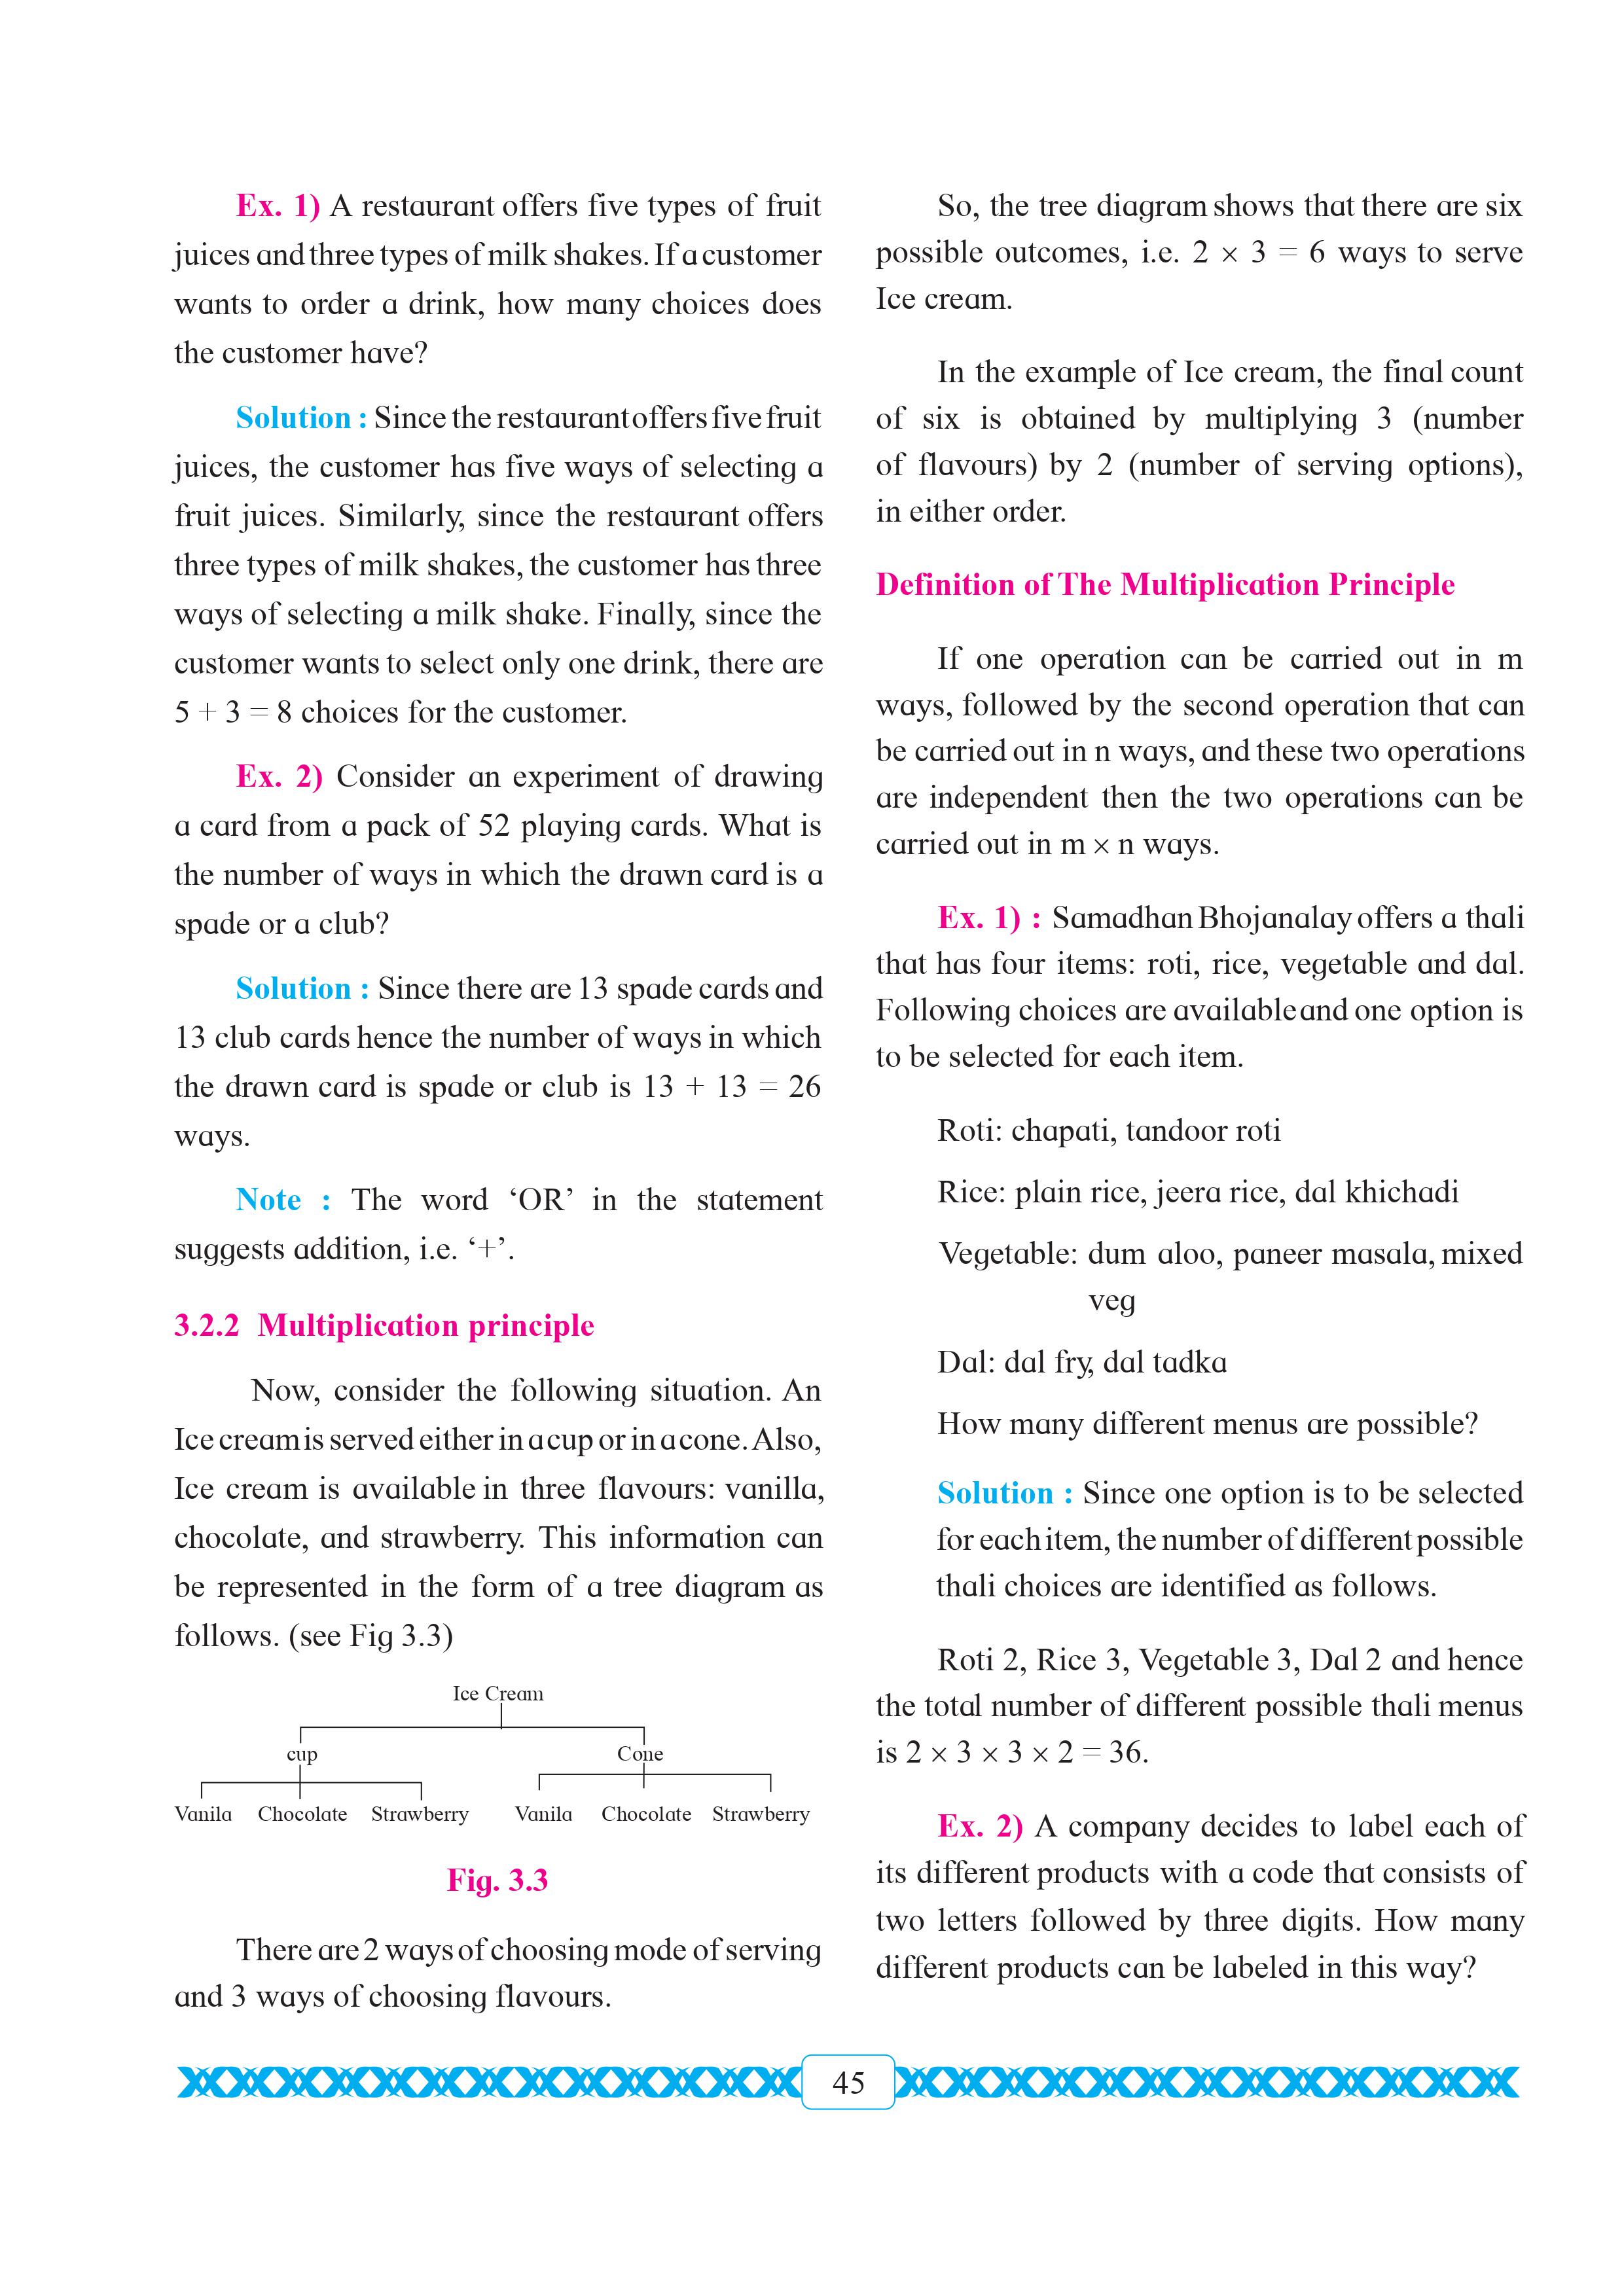 Ex. 1) A restaurant offers five types of fruit
juices and three types of milk shakes. If a customer
wants to order a drink, how many choices does
the customer have?
Solution : Since the restaurant offers five fruit
juices, the customer has five ways of selecting a
fruit juices. Similarly, since the restaurant offers
three types of milk shakes, the customer has three
ways of selecting a milk shake. Finally, since the
customer wants to select only one drink, there are
5 + 3 = 8 choices for the customer.
Ex. 2) Consider an experiment of drawing
a card from a pack of 52 playing cards. What is
the number of ways in which the drawn card is a
spade or a club?
Solution : Since there are 13 spade cards and
13 club cards hence the number of ways in which
the drawn card is spade or club is 13 + 13 = 26
ways.
Note : The word ‘OR’ in the statement
suggests addition, i.e. ‘+’.
3.2.2 Multiplication principle
Now, consider the following situation. An
Ice cream is served either in a cup or in a cone. Also,
Ice cream is available in three flavours: vanilla,
chocolate, and strawberry. This information can
be represented in the form of a tree diagram as
follows. (see Fig 3.3)
Ice Cream
cup Cone
Vanila Chocolate Strawberry Vanila Chocolate Strawberry
Fig. 3.3
There are 2 ways of choosing mode of serving
and 3 ways of choosing flavours.
So, the tree diagram shows that there are six
possible outcomes, i.e. 2 × 3 = 6 ways to serve
Ice cream.
In the example of Ice cream, the final count
of six is obtained by multiplying 3 (number
of flavours) by 2 (number of serving options),
in either order.
Definition of The Multiplication Principle
If one operation can be carried out in m
ways, followed by the second operation that can
be carried out in n ways, and these two operations
are independent then the two operations can be
carried out in m × n ways.
Ex. 1) : Samadhan Bhojanalay offers a thali
that has four items: roti, rice, vegetable and dal.
Following choices are available and one option is
to be selected for each item.
Roti: chapati, tandoor roti
Rice: plain rice, jeera rice, dal khichadi
Vegetable: dum aloo, paneer masala, mixed
veg
Dal: dal fry, dal tadka
How many different menus are possible?
Solution : Since one option is to be selected
for each item, the number of different possible
thali choices are identified as follows.
Roti 2, Rice 3, Vegetable 3, Dal 2 and hence
the total number of different possible thali menus
is 2 × 3 × 3 × 2 = 36.
Ex. 2) A company decides to label each of
its different products with a code that consists of
two letters followed by three digits. How many
different products can be labeled in this way?
45